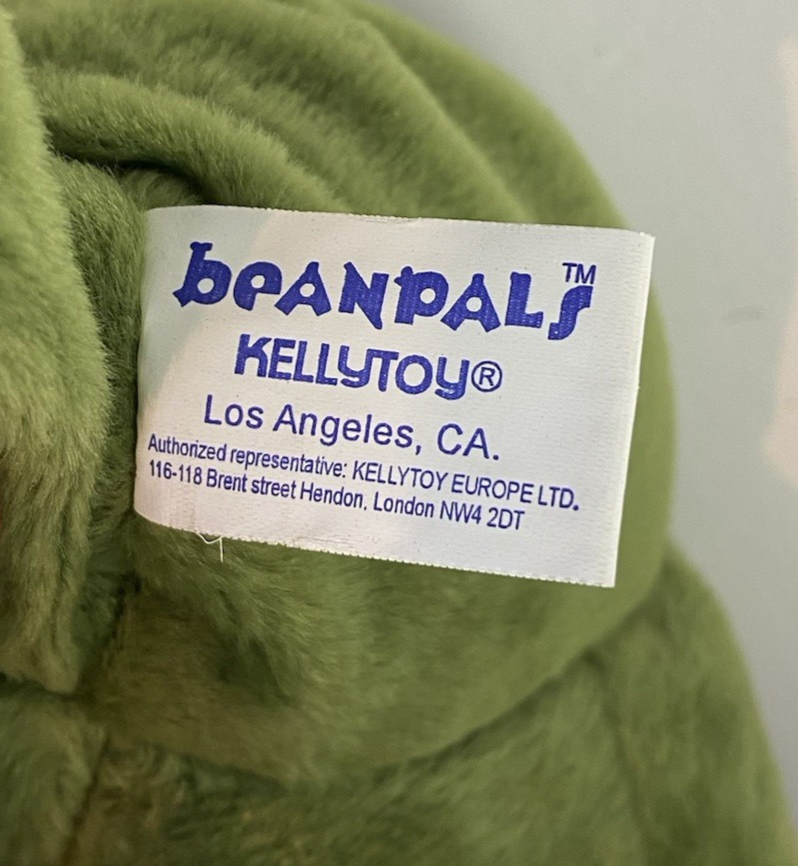 beANPALS™
KELLYTOY®
Los Angeles, CA.
Authorized representative: KELLYTOY EUROPE LTD.
116-118 Brent street Hendon, London NW4 2DT